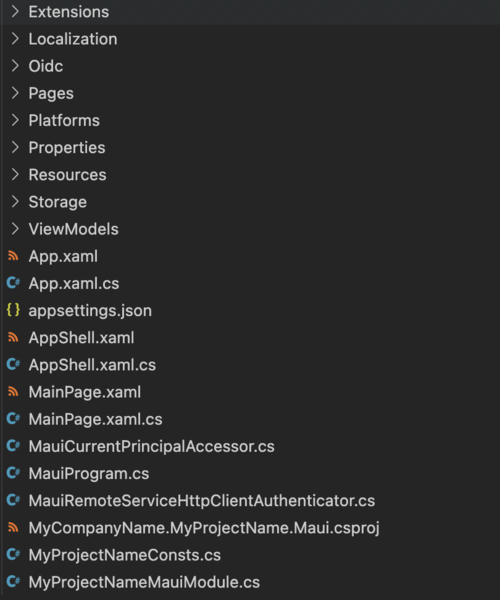 Extensions
Localization
Oidc
Pages
Platforms
Properties
Resources
Storage
ViewModels
App.xaml
C# App.xaml.cs
{} appsettings.json
AppShell.xaml
C# AppShell.xaml.cs
MainPage.xaml
C# MainPage.xaml.cs
C# MauiCurrentPrincipalAccessor.cs
C# MauiProgram.cs
C# MauiRemoteServiceHttpClientAuthenticator.cs
MyCompanyName.MyProjectName.Maui.csproj
C# MyProjectNameConsts.cs
C# MyProjectNameMauiModule.cs